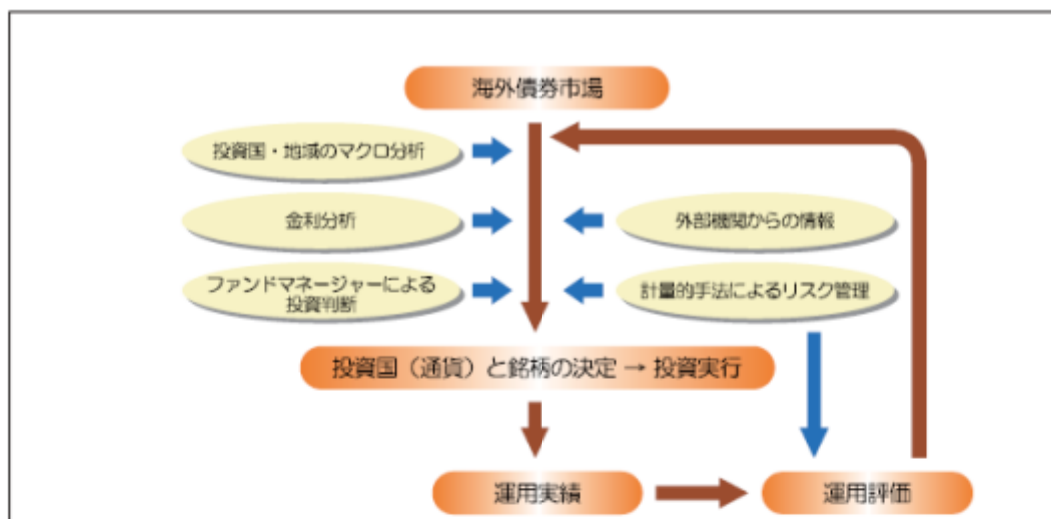 海外債券市場
投資国・地域のマクロ分析
金利分析
外部機関からの情報
ファンドマネージャーによる
投資判断
計量的手法によるリスク管理
投資国（通貨）と銘柄の決定 → 投資実行
運用実績
運用評価